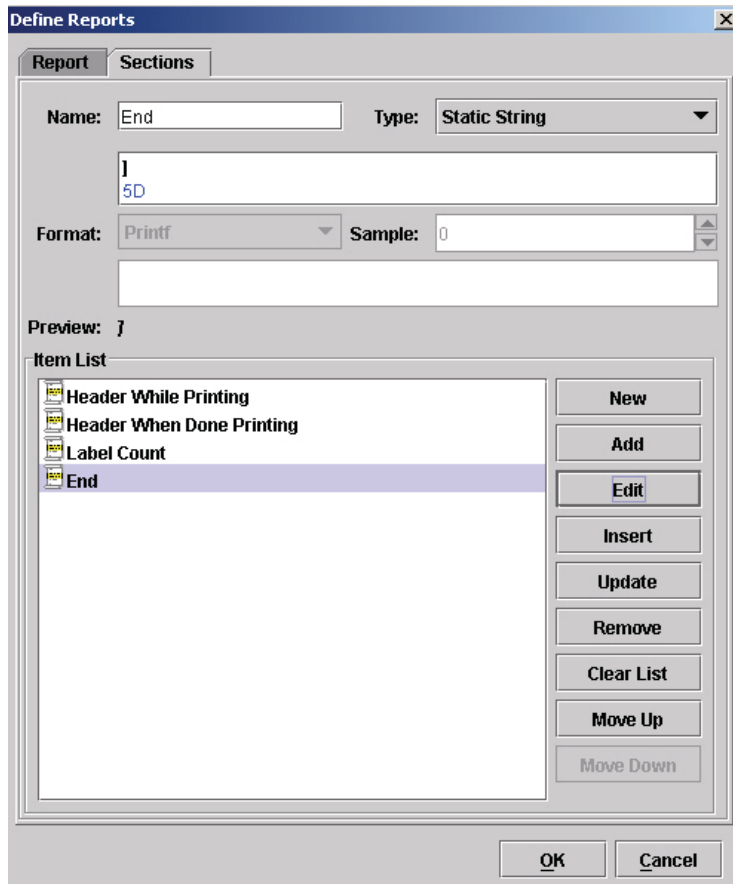 Define Reports
Report Sections
Name: End Type: Static String
]
5D
Format: Printf Sample: 0
Preview: ]
Item List
Header While Printing
Header When Done Printing
Label Count
End
New
Add
Edit
Insert
Update
Remove
Clear List
Move Up
Move Down
OK Cancel